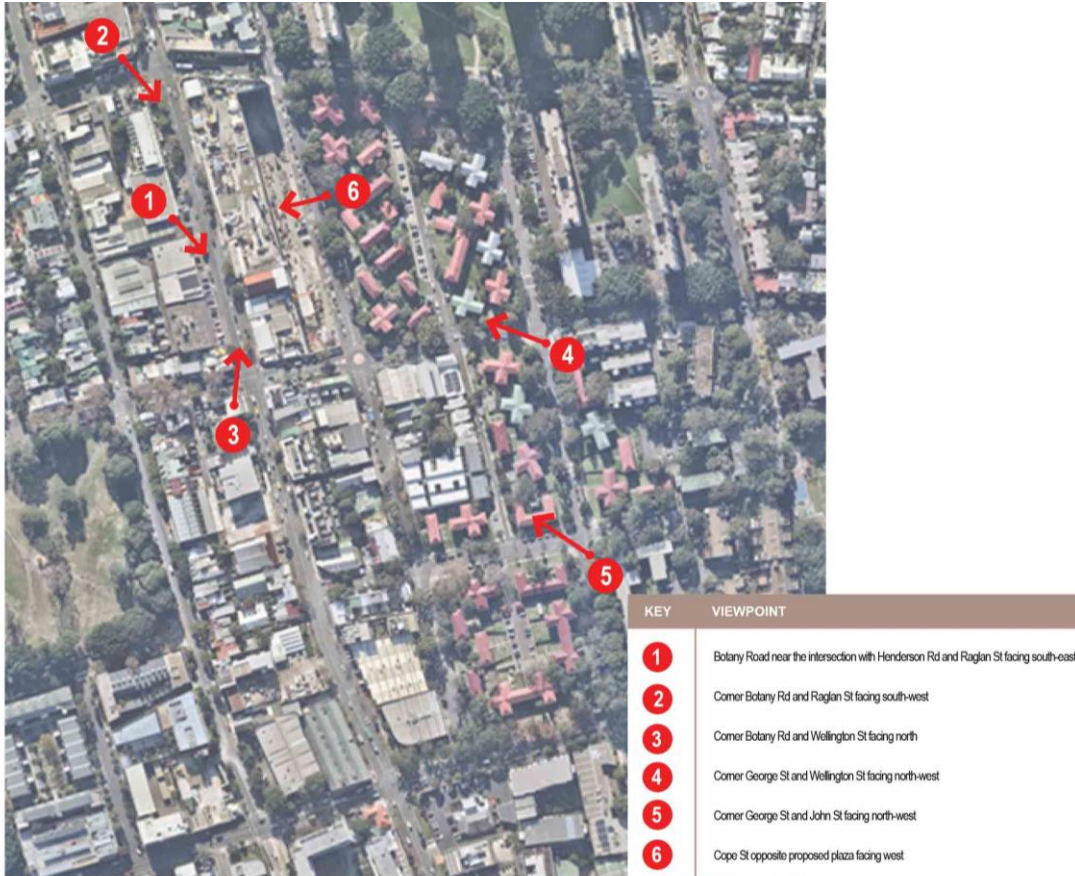 2
1
6
4
3
5
KEY VIEWPOINT
1 Botany Road near the intersection with Henderson Rd and Raglan St facing south-east
2 Corner Botany Rd and Raglan St facing south-west
3 Corner Botany Rd and Wellington St facing north
4 Corner George St and Wellington St facing north-west
5 Corner George St and John St facing north-west
6 Cope St opposite proposed plaza facing west